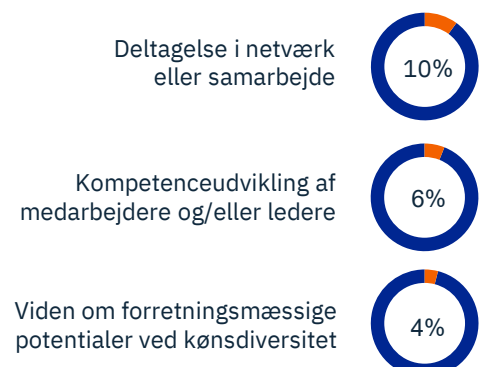 Deltagelse i netværk
eller samarbejde
10%
Kompetenceudvikling af
medarbejdere og/eller ledere
6%
Viden om forretningsmæssige
potentialer ved kønsdiversitet
4%